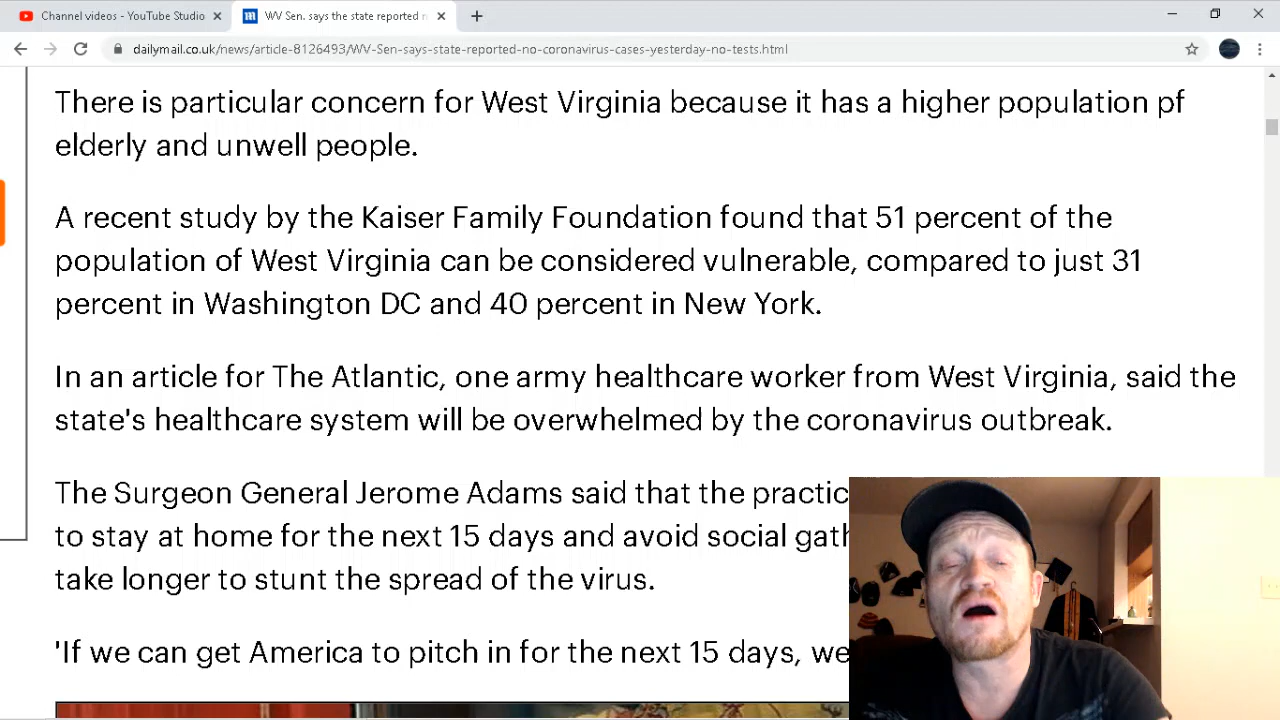 Channel videos - YouTube Studio
WV Sen. says the state reported n
dailymail.co.uk/news/article-8126493/WV-Sen-says-state-reported-no-coronavirus-cases-yesterday-no-tests.html
There is particular concern for West Virginia because it has a higher population pf
elderly and unwell people.
A recent study by the Kaiser Family Foundation found that 51 percent of the
population of West Virginia can be considered vulnerable, compared to just 31
percent in Washington DC and 40 percent in New York.
In an article for The Atlantic, one army healthcare worker from West Virginia, said the
state's healthcare system will be overwhelmed by the coronavirus outbreak.
The Surgeon General Jerome Adams said that the practic
to stay at home for the next 15 days and avoid social gath
take longer to stunt the spread of the virus.
'If we can get America to pitch in for the next 15 days, we